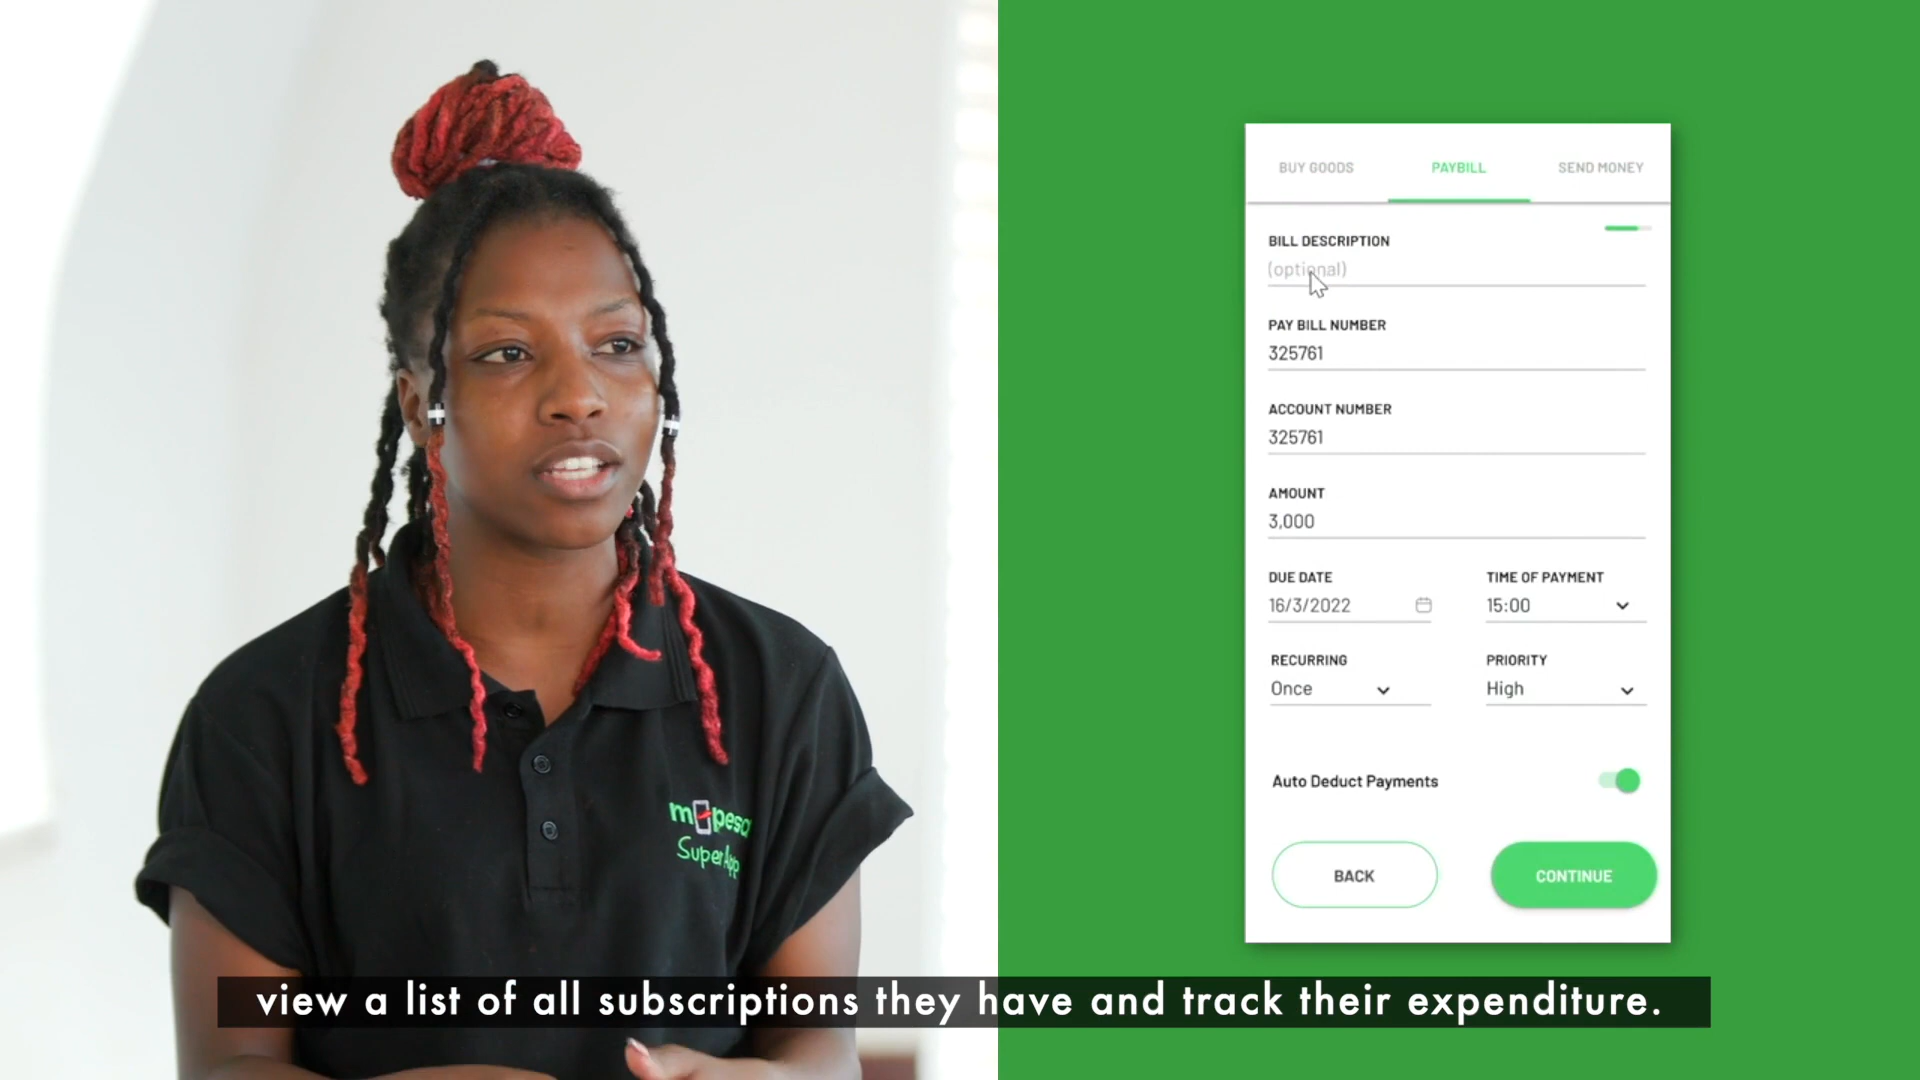 m pesa
Super App
BUY GOODS PAYBILL SEND MONEY
BILL DESCRIPTION
(optional)
PAY BILL NUMBER
325761
ACCOUNT NUMBER
325761
AMOUNT
3,000
DUE DATE TIME OF PAYMENT
16/3/2022 15:00
RECURRING PRIORITY
Once High
Auto Deduct Payments
BACK CONTINUE
view a list of all subscriptions they have and track their expenditure.